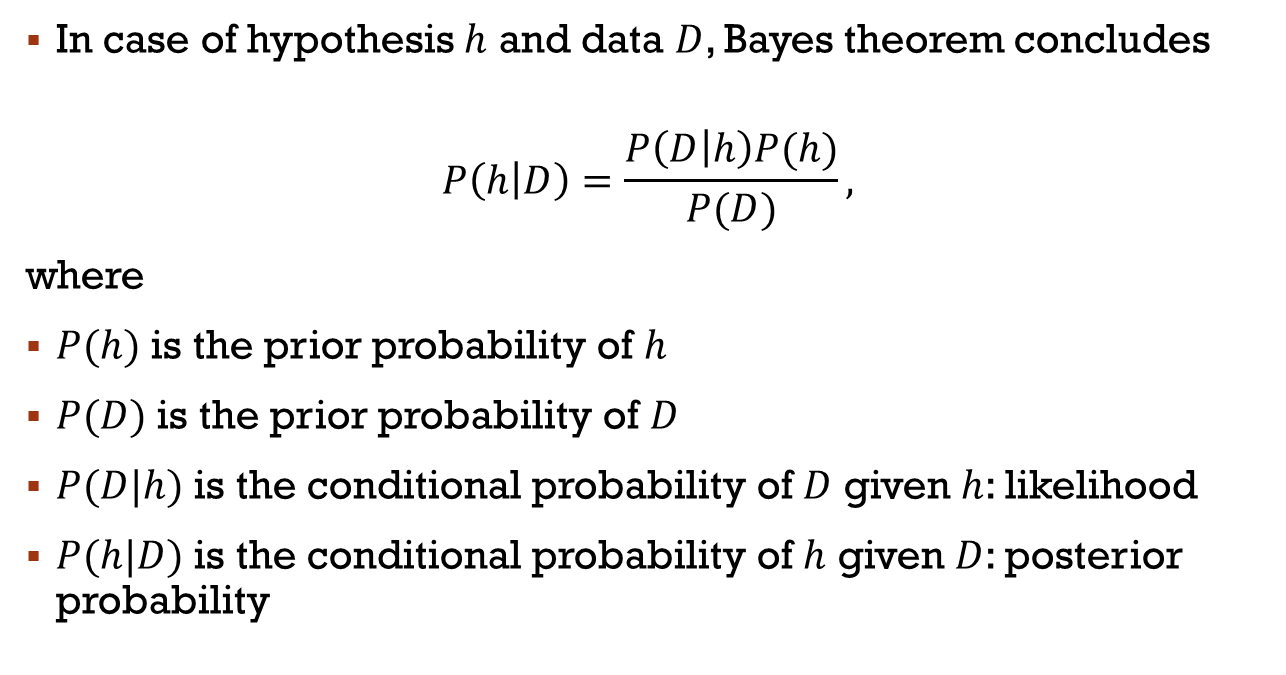 ▪ In case of hypothesis h and data D, Bayes theorem concludes
P(h|D) = P(D|h)P(h) / P(D) ,
where
▪ P(h) is the prior probability of h
▪ P(D) is the prior probability of D
▪ P(D|h) is the conditional probability of D given h: likelihood
▪ P(h|D) is the conditional probability of h given D: posterior
probability